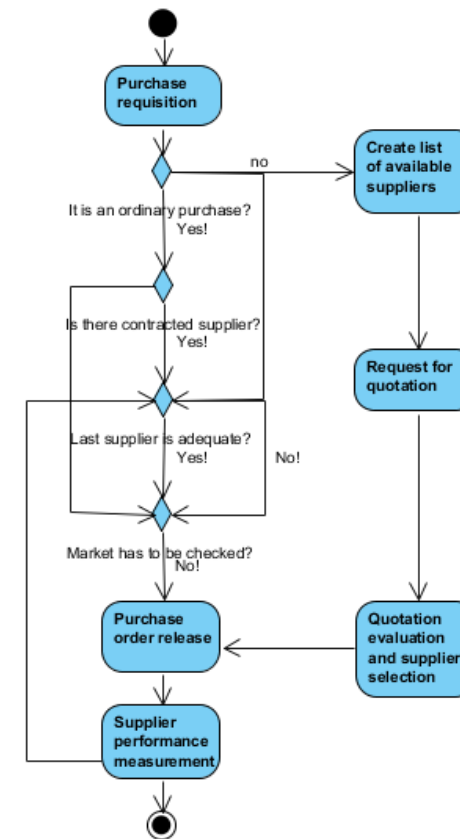 Purchase
requisition
no
Create list
of available
suppliers
It is an ordinary purchase?
Yes!
Is there contracted supplier?
Yes!
Request for
quotation
Last supplier is adequate?
Yes!
No!
Market has to be checked?
No!
Purchase
order release
Quotation
evaluation
and supplier
selection
Supplier
performance
measurement